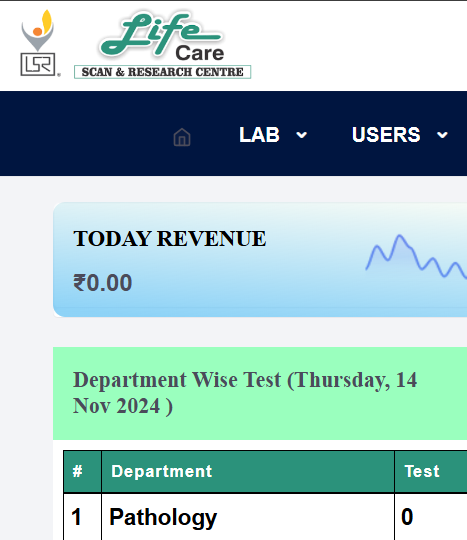 LSR
Life
Care
SCAN & RESEARCH CENTRE
LAB
USERS
TODAY REVENUE
₹0.00
Department Wise Test (Thursday, 14
Nov 2024 )
# Department Test
1 Pathology 0